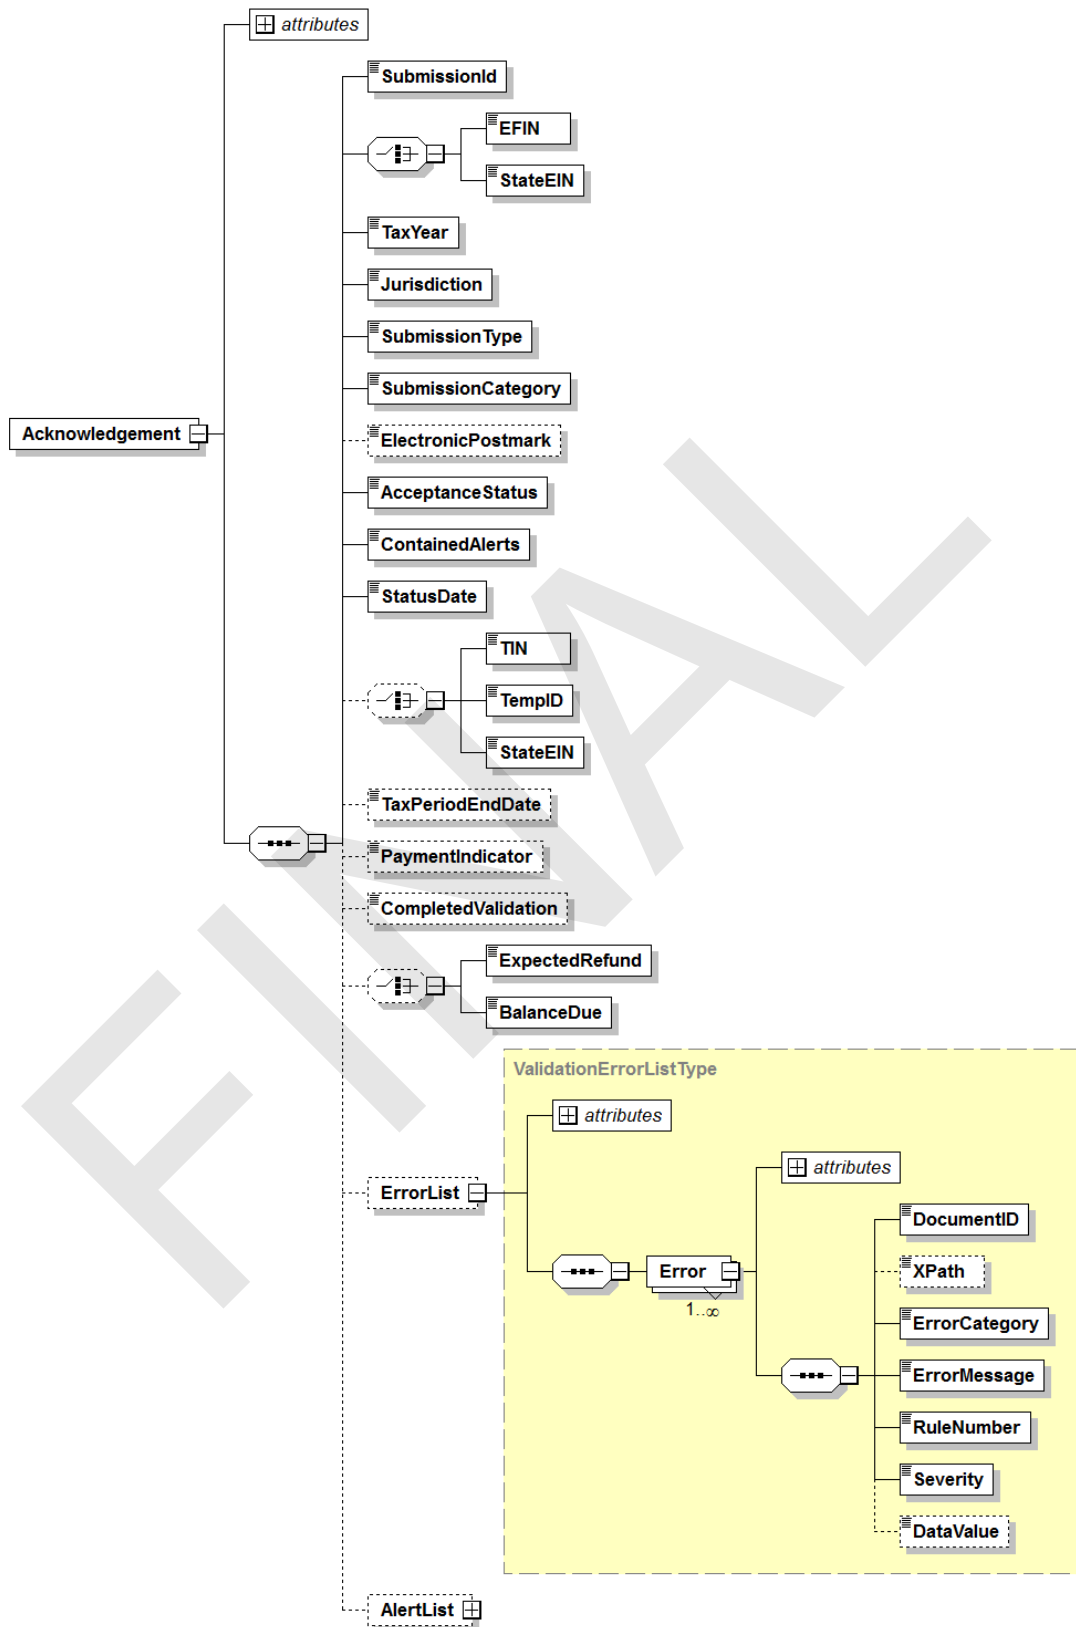 attributes
SubmissionId
EFIN
StateEIN
TaxYear
Jurisdiction
SubmissionType
SubmissionCategory
Acknowledgement
ElectronicPostmark
AcceptanceStatus
ContainedAlerts
StatusDate
TIN
TempID
StateEIN
TaxPeriodEndDate
PaymentIndicator
CompletedValidation
ExpectedRefund
BalanceDue
ValidationErrorListType
attributes
attributes
ErrorList
DocumentID
XPath
Error
1..∞
ErrorCategory
ErrorMessage
RuleNumber
Severity
DataValue
AlertList
FINAL